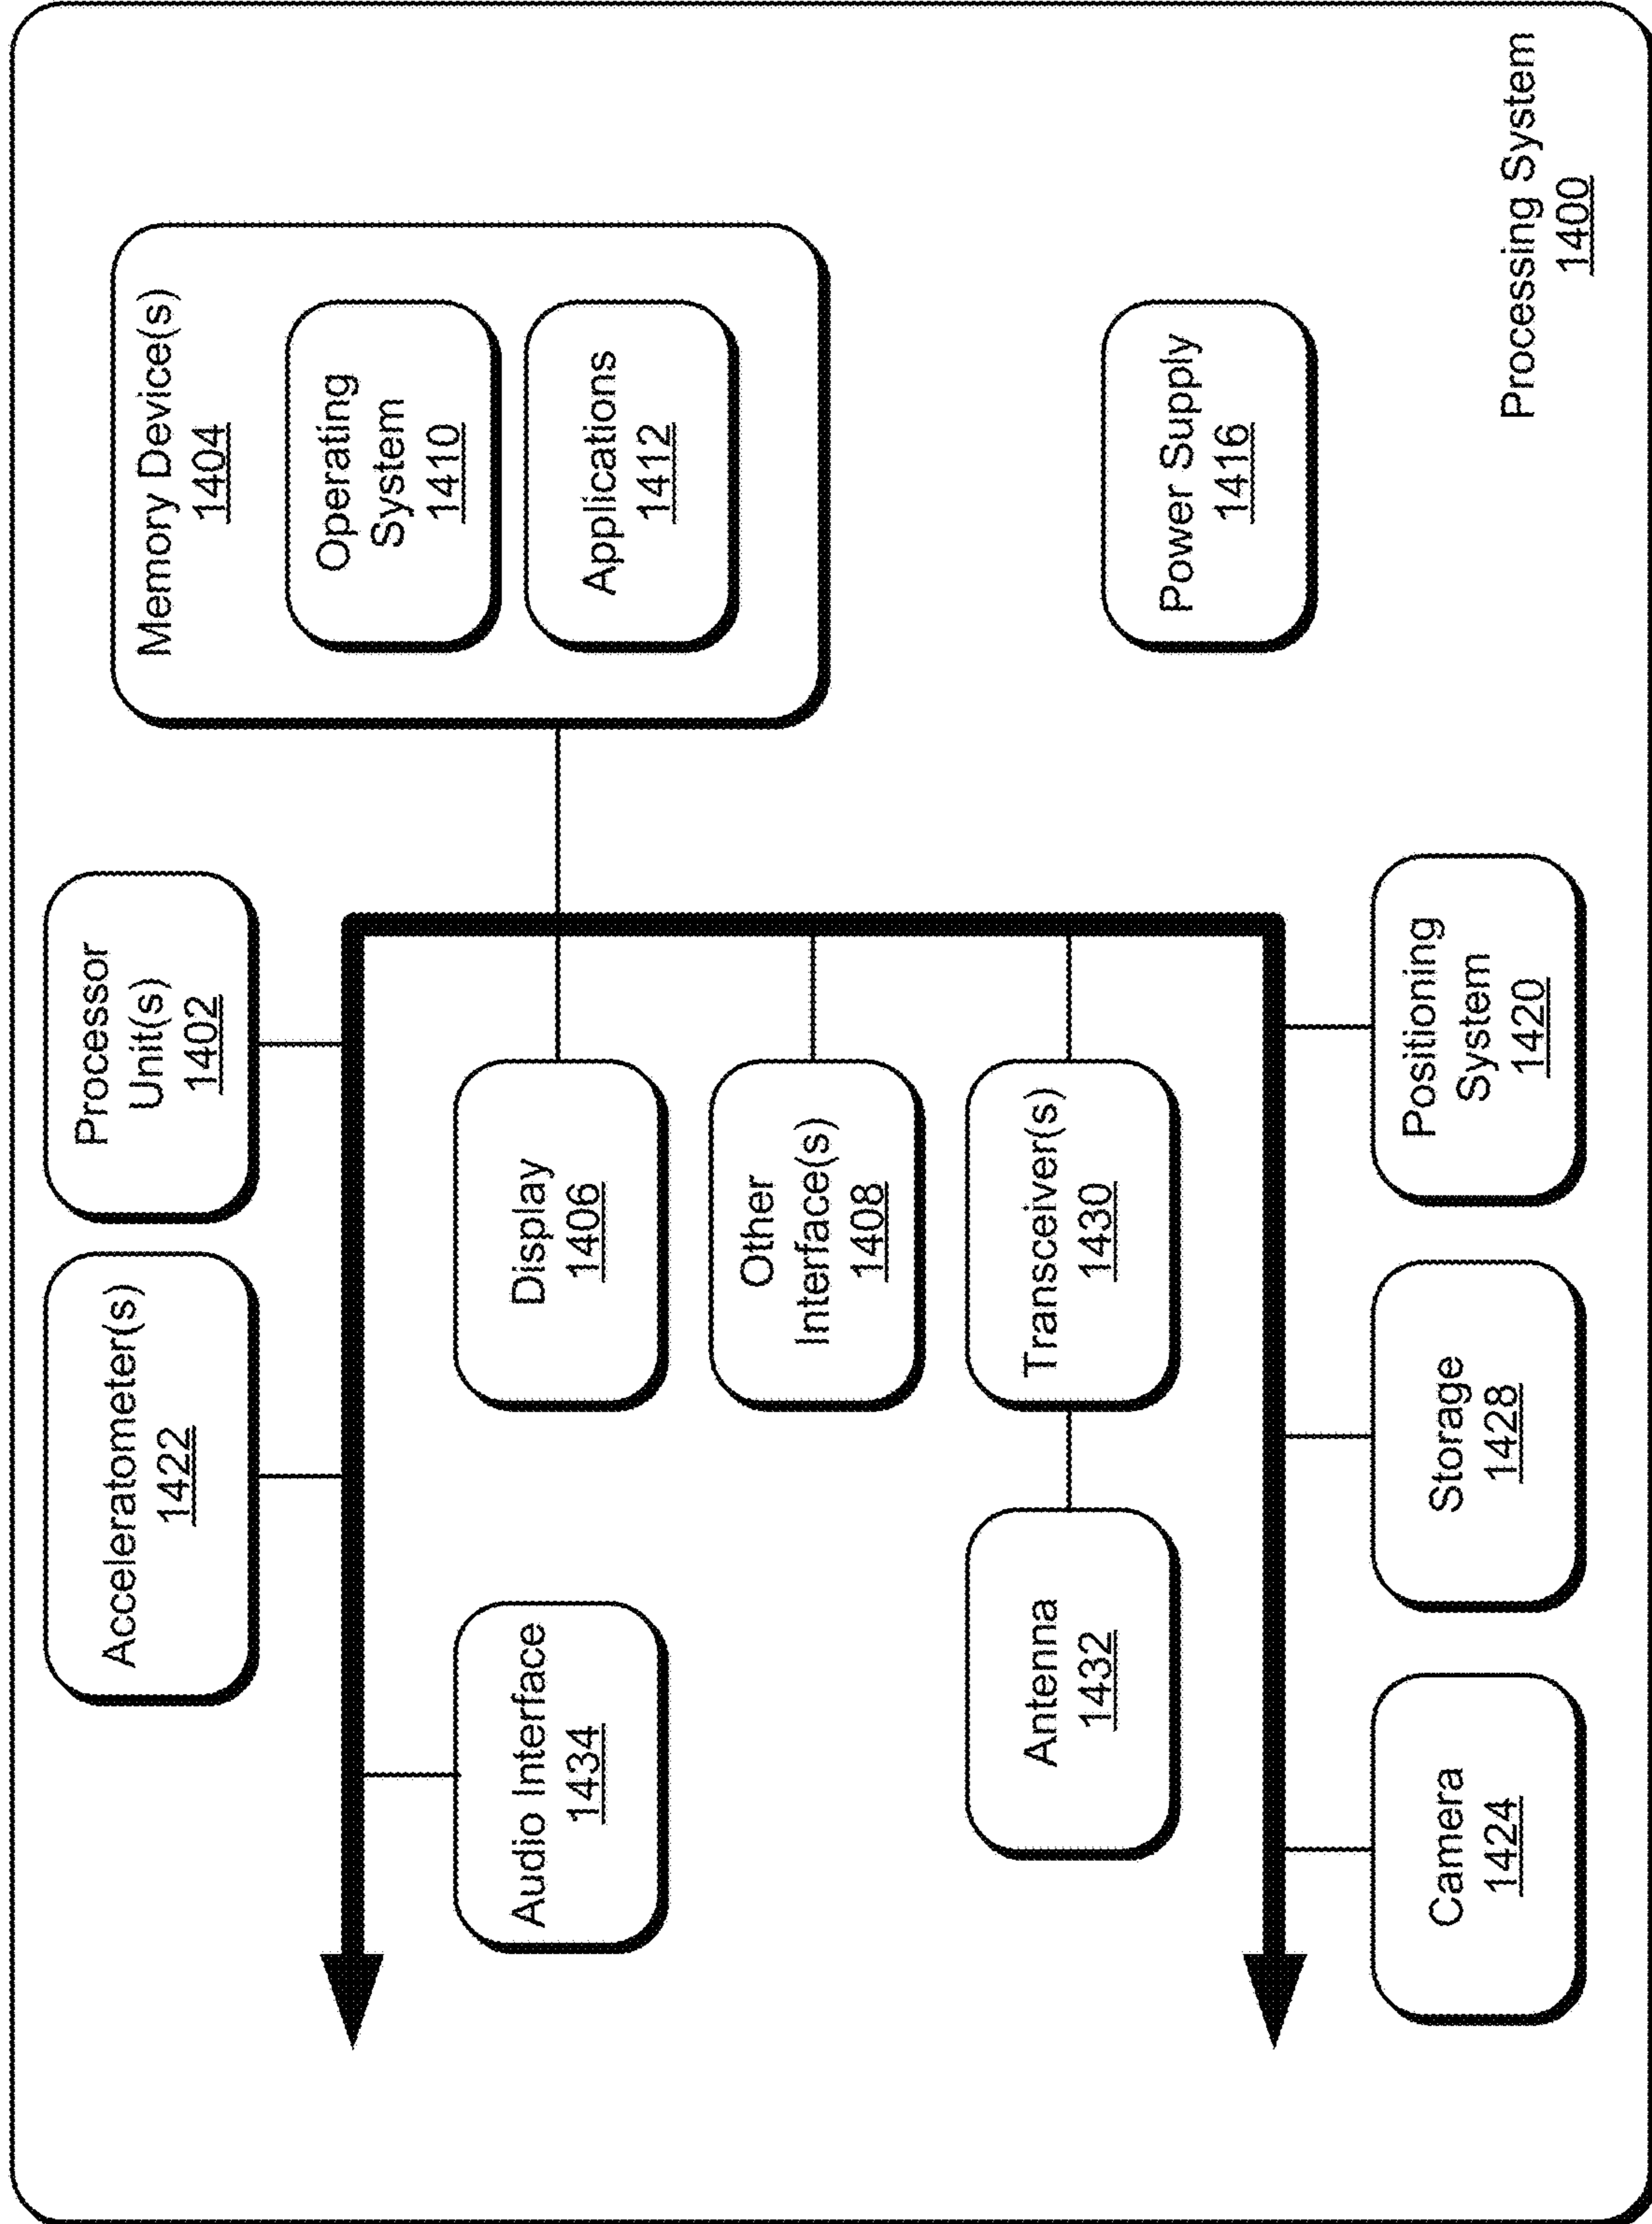 Acceleratometer(s)
1422
Processor
Unit(s)
1402
Memory Device(s)
1404
Operating
System
1410
Applications
1412
Audio Interface
1434
Display
1406
Other
Interface(s)
1408
Antenna
1432
Transceiver(s)
1430
Power Supply
1416
Camera
1424
Storage
1428
Positioning
System
1420
Processing System
1400